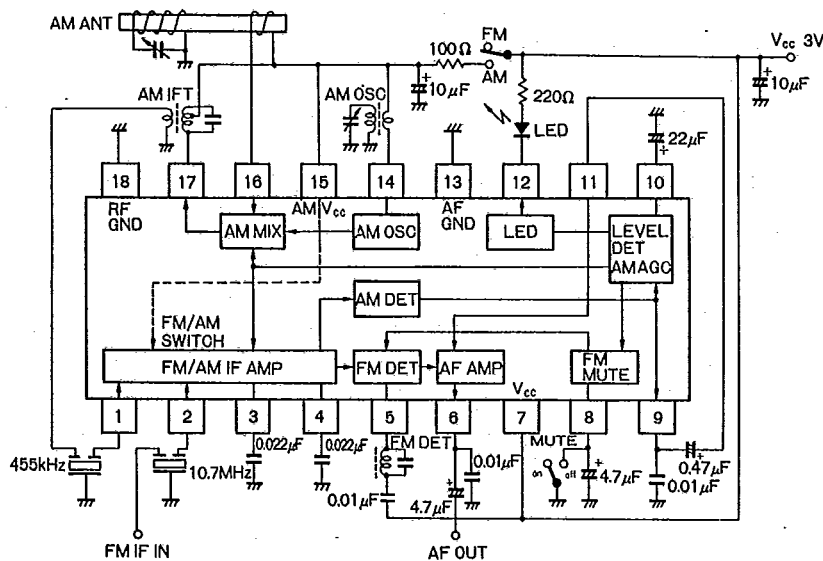 AM ANT
FM
100Ω
AM
Vcc 3V
10μF
10μF
AM IFT
AM OSC
220Ω
LED
22μF
18
17
16
15
14
13
12
11
10
RF GND
AM Vcc
AF GND
AM MIX
AM OSC
LED
LEVEL DET
AM AGC
AM DET
FM/AM SWITCH
FM/AM IF AMP
FM DET
AF AMP
FM MUTE
Vcc
1
2
3
4
5
6
7
8
9
455kHz
10.7MHz
0.022μF
0.022μF
FM DET
0.01μF
0.01μF
4.7μF
MUTE
on
off
4.7μF
0.47μF
0.01μF
FM IF IN
AF OUT